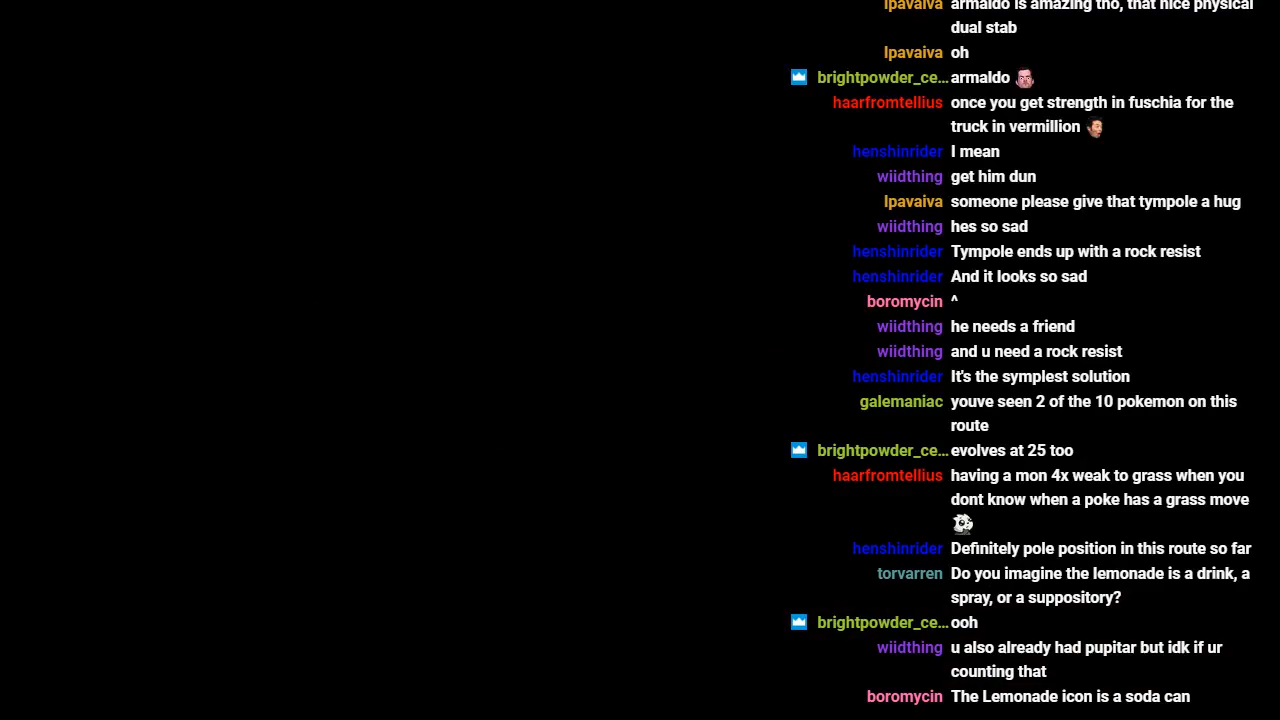 lpavaiva armaldo is amazing tho, that nice physical
dual stab
lpavaiva oh
brightpowder_ce... armaldo
haarfromtellius once you get strength in fuschia for the
truck in vermillion
henshinrider I mean
wiidthing get him dun
lpavaiva someone please give that tympole a hug
wiidthing hes so sad
henshinrider Tympole ends up with a rock resist
henshinrider And it looks so sad
boromycin ^
wiidthing he needs a friend
wiidthing and u need a rock resist
henshinrider It's the symplest solution
galemaniac youve seen 2 of the 10 pokemon on this
route
brightpowder_ce... evolves at 25 too
haarfromtellius having a mon 4x weak to grass when you
dont know when a poke has a grass move
henshinrider Definitely pole position in this route so far
torvarren Do you imagine the lemonade is a drink, a
spray, or a suppository?
brightpowder_ce... ooh
wiidthing u also already had pupitar but idk if ur
counting that
boromycin The Lemonade icon is a soda can